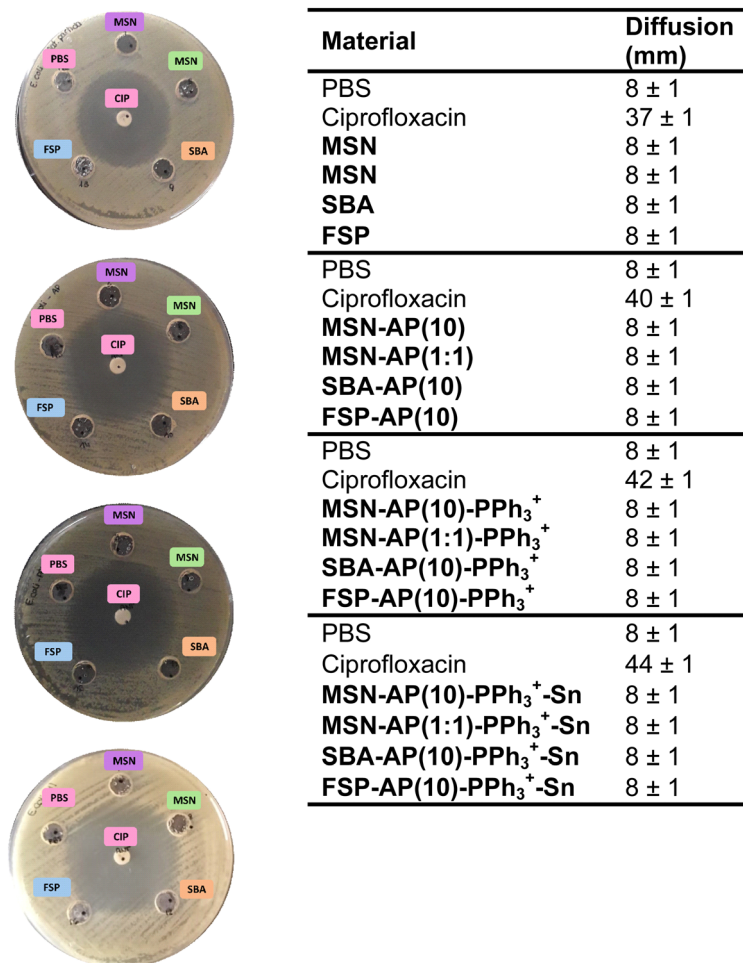 MSN
PBS
MSN
CIP
FSP
SBA
MSN
PBS
MSN
CIP
FSP
SBA
MSN
PBS
MSN
CIP
FSP
SBA
MSN
PBS
MSN
CIP
FSP
SBA
Material Diffusion (mm)
PBS 8 ± 1
Ciprofloxacin 37 ± 1
MSN 8 ± 1
MSN 8 ± 1
SBA 8 ± 1
FSP 8 ± 1
PBS 8 ± 1
Ciprofloxacin 40 ± 1
MSN-AP(10) 8 ± 1
MSN-AP(1:1) 8 ± 1
SBA-AP(10) 8 ± 1
FSP-AP(10) 8 ± 1
PBS 8 ± 1
Ciprofloxacin 42 ± 1
MSN-AP(10)-PPh₃⁺ 8 ± 1
MSN-AP(1:1)-PPh₃⁺ 8 ± 1
SBA-AP(10)-PPh₃⁺ 8 ± 1
FSP-AP(10)-PPh₃⁺ 8 ± 1
PBS 8 ± 1
Ciprofloxacin 44 ± 1
MSN-AP(10)-PPh₃⁺-Sn 8 ± 1
MSN-AP(1:1)-PPh₃⁺-Sn 8 ± 1
SBA-AP(10)-PPh₃⁺-Sn 8 ± 1
FSP-AP(10)-PPh₃⁺-Sn 8 ± 1